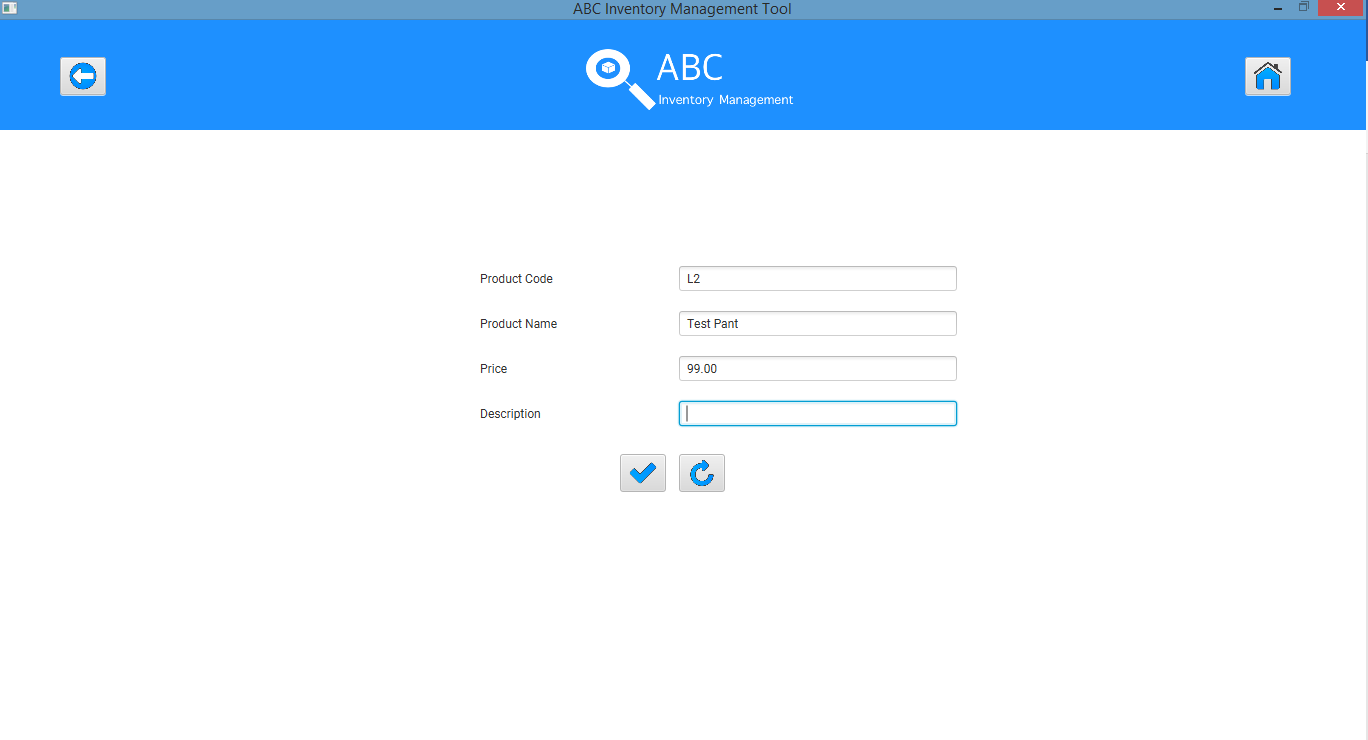 ABC Inventory Management Tool
ABC
Inventory Management
Product Code L2
Product Name Test Pant
Price 99.00
Description